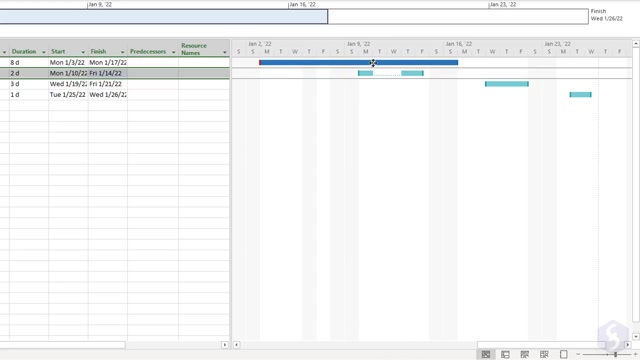 Jan 9, '22
Jan 16, '22
Jan 23, '22
Finish
Wed 1/26/22
Duration Start Finish Predecessors Resource Names
Jan 2, '22 Jan 9, '22 Jan 16, '22 Jan 23, '22
S S M T W T F S S M T W T F S S M T W T F S S M T W T F
8 d Mon 1/3/22 Mon 1/17/22
2 d Mon 1/10/22 Fri 1/14/22
3 d Wed 1/19/22 Fri 1/21/22
1 d Tue 1/25/22 Wed 1/26/22